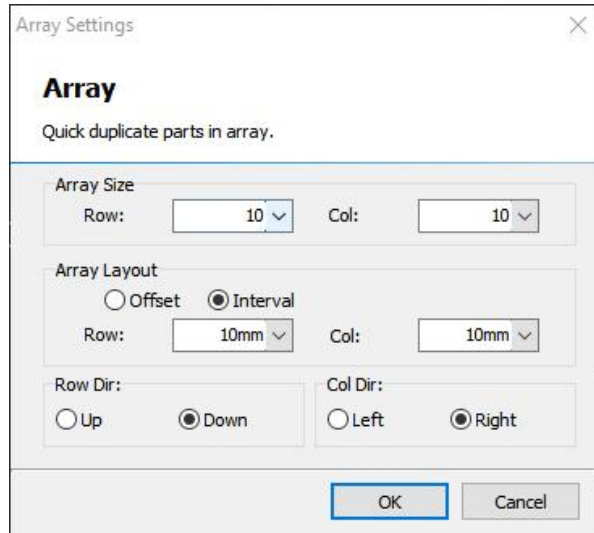 Array Settings
Array
Quick duplicate parts in array.
Array Size
Row: 10 Col: 10
Array Layout
Offset Interval
Row: 10mm Col: 10mm
Row Dir: Col Dir:
Up Down Left Right
OK Cancel